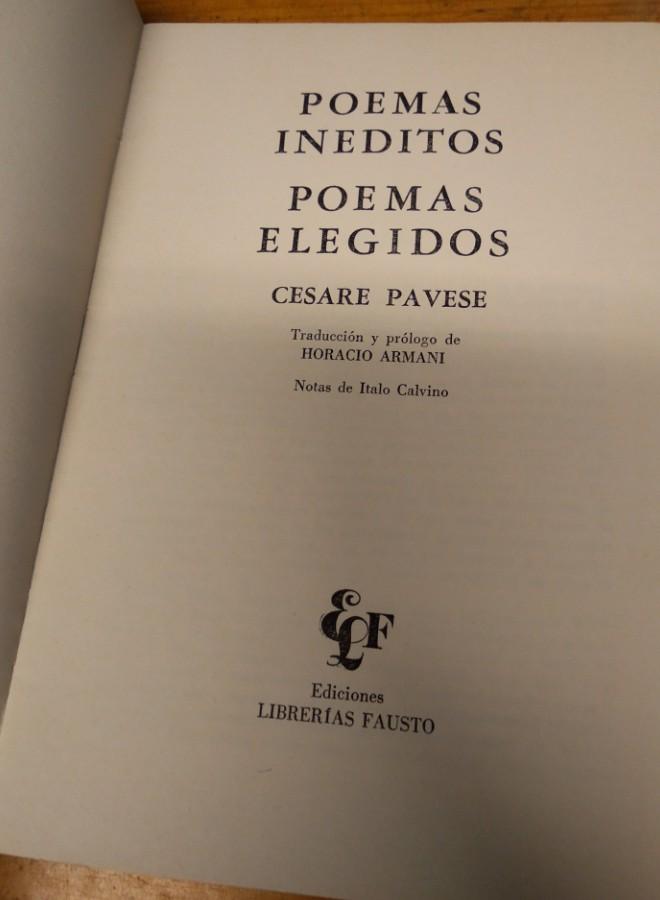 POEMAS
INEDITOS
POEMAS
ELEGIDOS
CESARE PAVESE
Traducción y prólogo de
HORACIO ARMANI
Notas de Italo Calvino
ELF
Ediciones
LIBRERÍAS FAUSTO